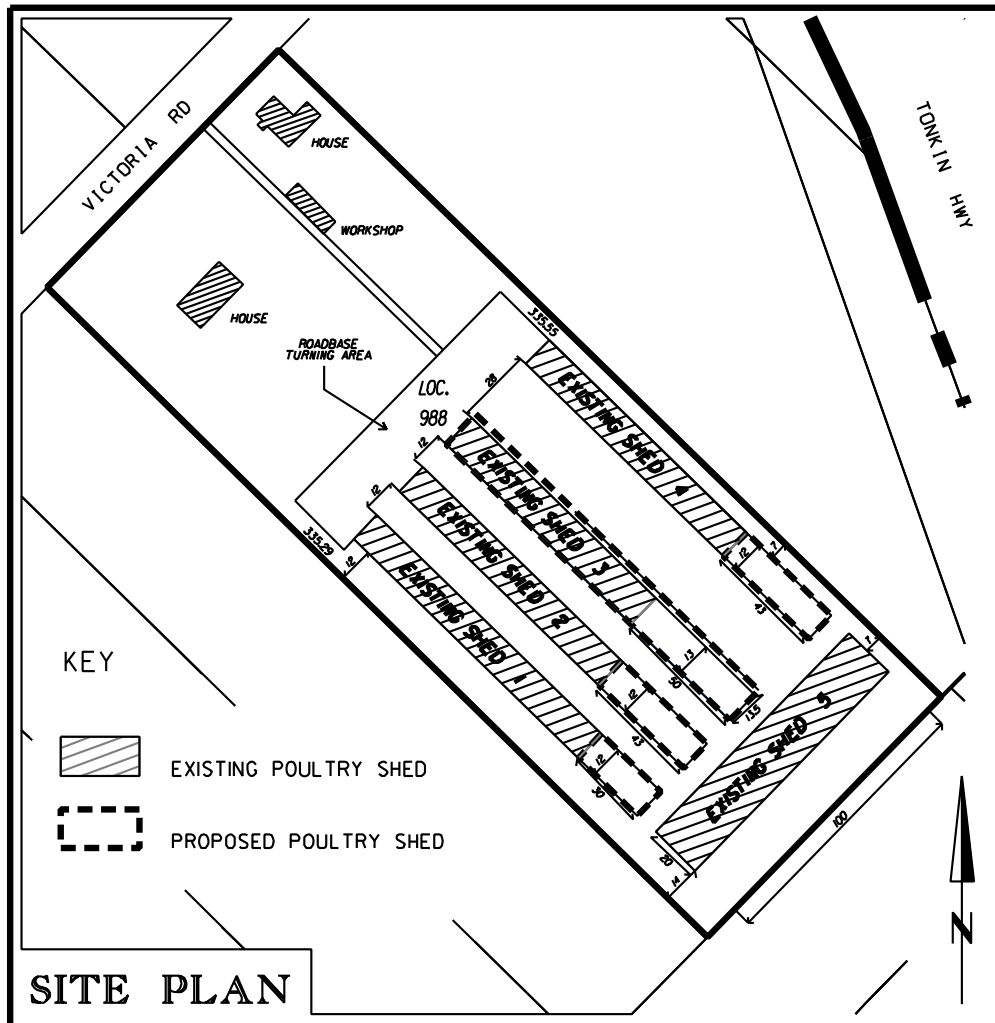 VICTORIA RD
TONKIN HWY
HOUSE
WORKSHOP
HOUSE
335.55
ROADBASE
TURNING AREA
LOC.
988
28
EXISTING SHED 4
12
EXISTING SHED 3
12
EXISTING SHED 2
335.29
12
EXISTING SHED 1
12
7
43
7
13
50
13.5
12
43
12
30
EXISTING SHED 5
20
14
100
KEY
EXISTING POULTRY SHED
PROPOSED POULTRY SHED
N
SITE PLAN